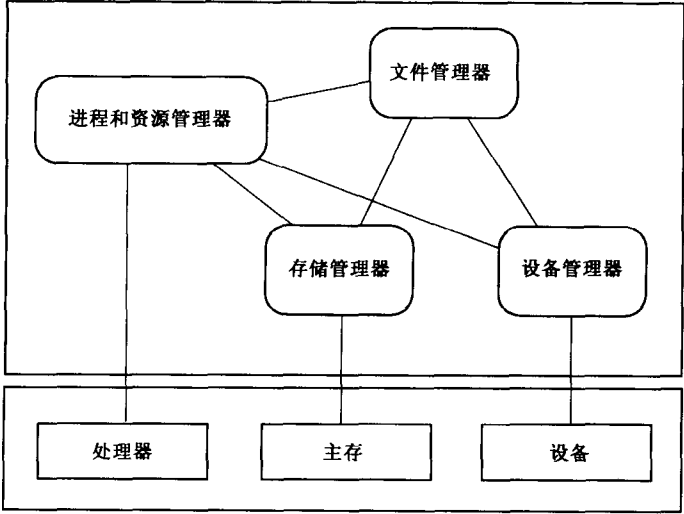 文件管理器
进程和资源管理器
存储管理器
设备管理器
处理器
主存
设备